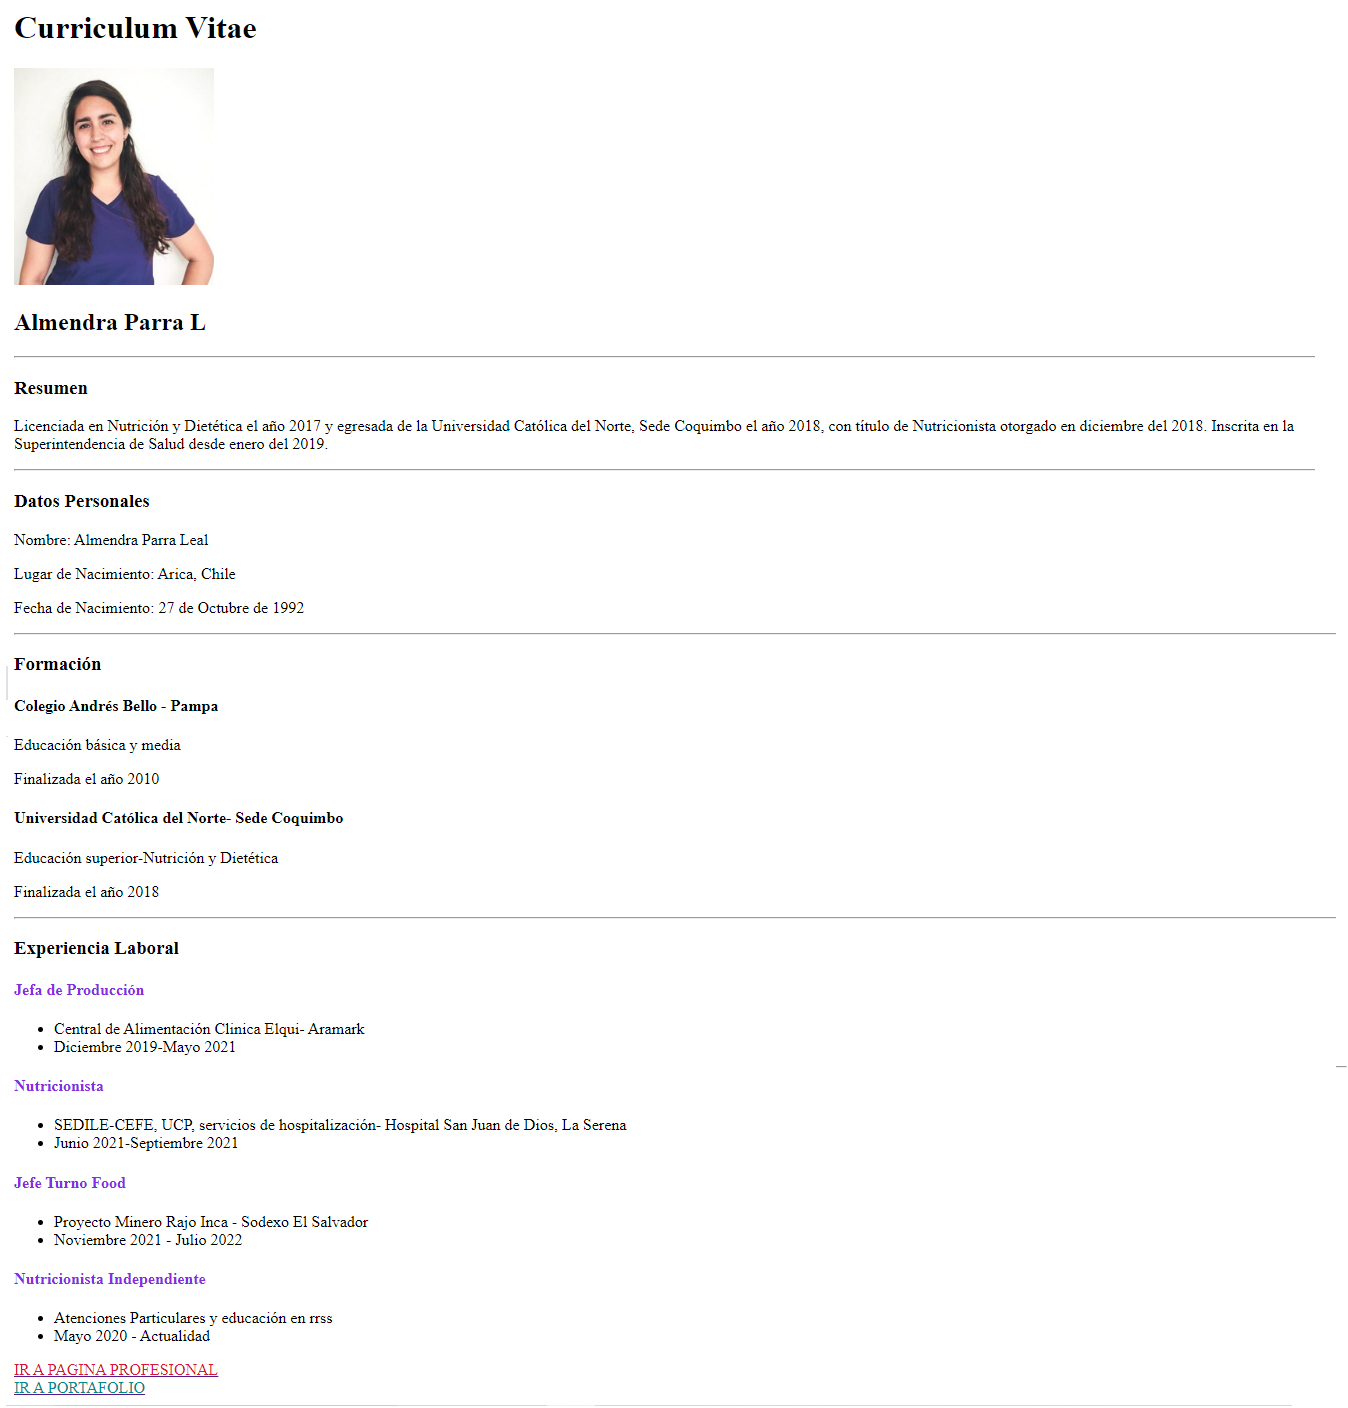 Curriculum Vitae
Almendra Parra L
Resumen
Licenciada en Nutrición y Dietética el año 2017 y egresada de la Universidad Católica del Norte, Sede Coquimbo el año 2018, con título de Nutricionista otorgado en diciembre del 2018. Inscrita en la
Superintendencia de Salud desde enero del 2019.
Datos Personales
Nombre: Almendra Parra Leal
Lugar de Nacimiento: Arica, Chile
Fecha de Nacimiento: 27 de Octubre de 1992
Formación
Colegio Andrés Bello - Pampa
Educación básica y media
Finalizada el año 2010
Universidad Católica del Norte- Sede Coquimbo
Educación superior-Nutrición y Dietética
Finalizada el año 2018
Experiencia Laboral
Jefa de Producción
• Central de Alimentación Clinica Elqui- Aramark
• Diciembre 2019-Mayo 2021
Nutricionista
• SEDILE-CEFE, UCP, servicios de hospitalización- Hospital San Juan de Dios, La Serena
• Junio 2021-Septiembre 2021
Jefe Turno Food
• Proyecto Minero Rajo Inca - Sodexo El Salvador
• Noviembre 2021 - Julio 2022
Nutricionista Independiente
• Atenciones Particulares y educación en rrss
• Mayo 2020 - Actualidad
IR A PAGINA PROFESIONAL
IR A PORTAFOLIO